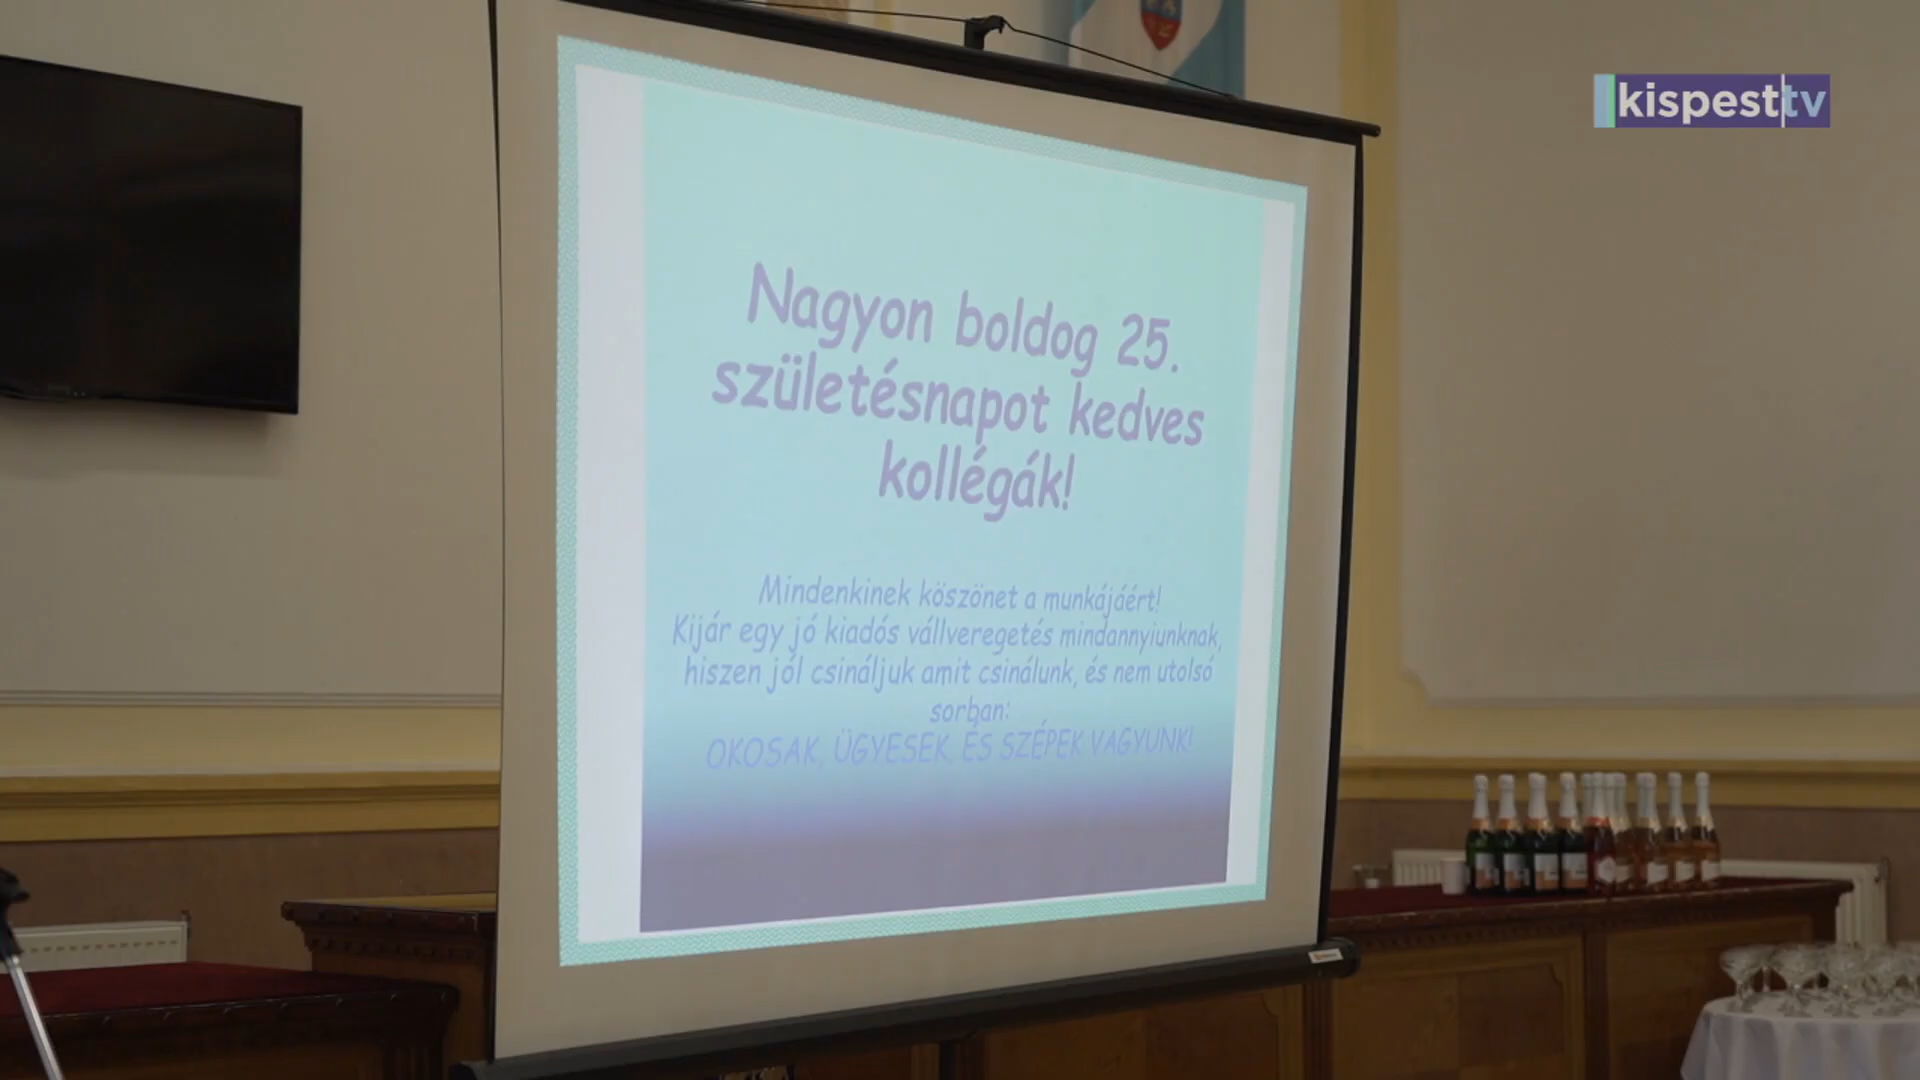 kispesttv
Nagyon boldog 25.
születésnapot kedves
kollégák!
Mindenkinek köszönet a munkájáért!
Kijár egy jó kiadós vállveregetés mindannyiunknak,
hiszen jól csináljuk amit csinálunk, és nem utolsó
sorban:
OKOSAK, ÜGYESEK, ÉS SZÉPEK VAGYUNK!